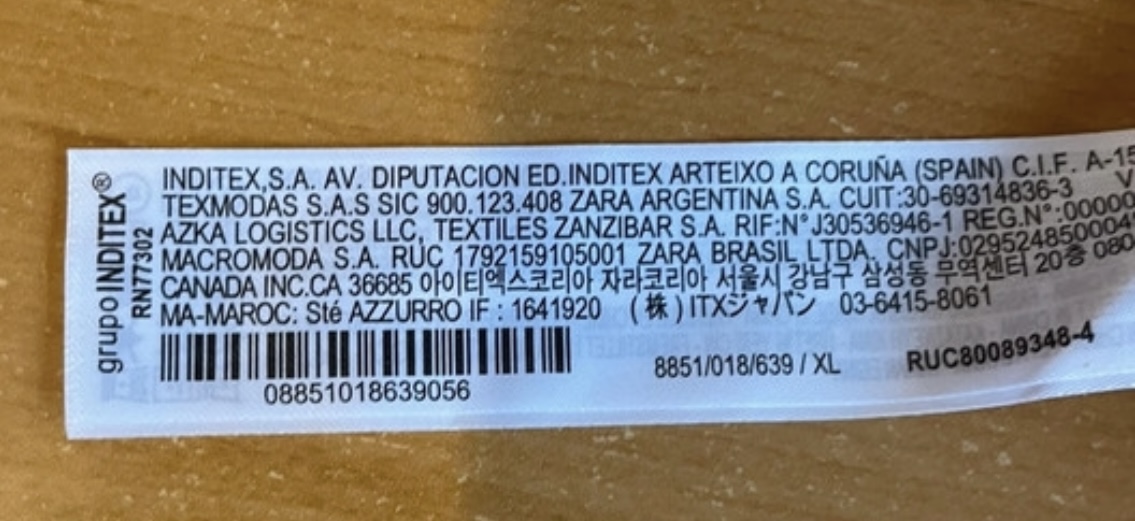 grupo INDITEX®
RN77302
INDITEX,S.A. AV. DIPUTACION ED.INDITEX ARTEIXO A CORUÑA (SPAIN) C.I.F. A-15
TEXMODAS S.A.S SIC 900.123.408 ZARA ARGENTINA S.A. CUIT:30-69314836-3 V
AZKA LOGISTICS LLC, TEXTILES ZANZIBAR S.A. RIF:N°J30536946-1 REG.N°:00000
MACROMODA S.A. RUC 1792159105001 ZARA BRASIL LTDA. CNPJ:029524850004
CANADA INC.CA 36685 아이티엑스코리아 자라코리아 서울시 강남구 삼성동 무역센터 20층 080
MA-MAROC: Sté AZZURRO IF : 1641920 (株)ITXジャパン 03-6415-8061
08851018639056
8851/018/639 / XL
RUC80089348-4